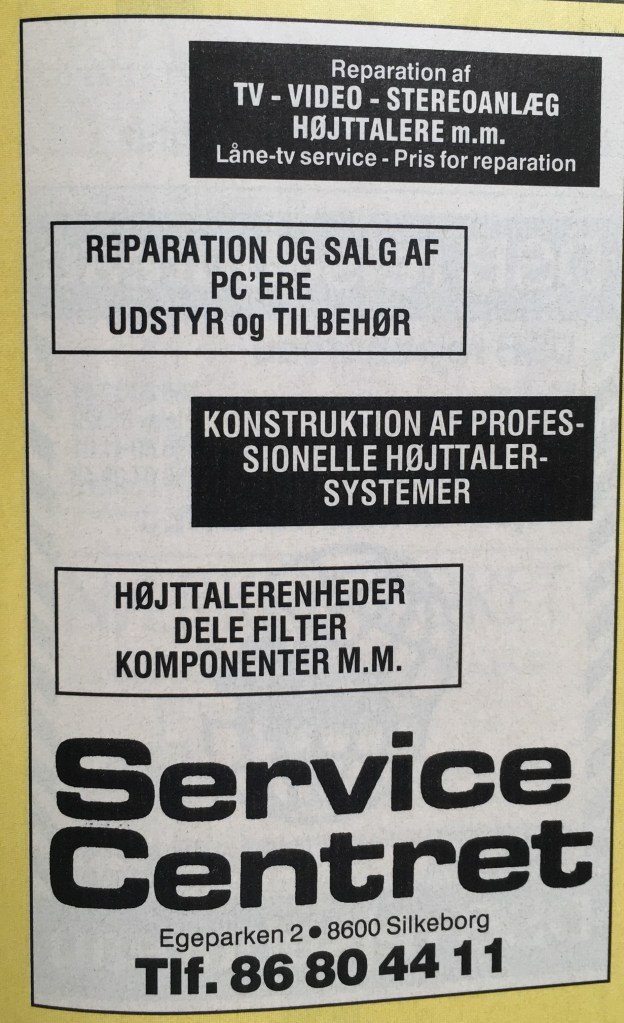 Reparation af
TV - VIDEO - STEREOANLÆG
HØJTTALERE m.m.
Låne-tv service - Pris for reparation
REPARATION OG SALG AF
PC'ERE
UDSTYR og TILBEHØR
KONSTRUKTION AF PROFES-
SIONELLE HØJTTALER-
SYSTEMER
HØJTTALERENHEDER
DELE FILTER
KOMPONENTER M.M.
Service
Centret
Egeparken 2 • 8600 Silkeborg
Tlf. 86 80 44 11